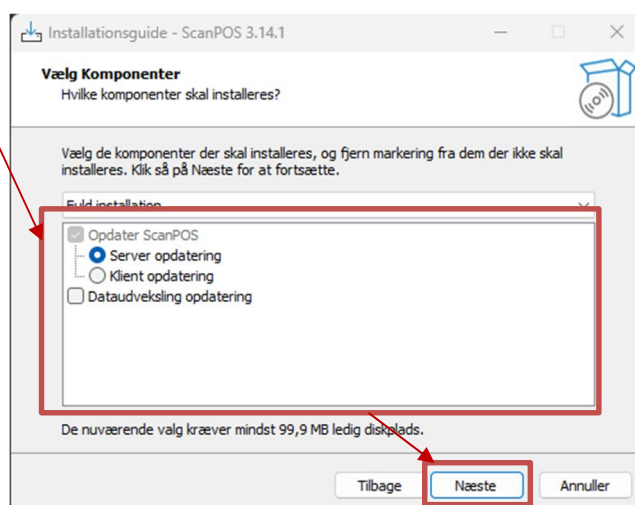 Installationsguide - ScanPOS 3.14.1
Vælg Komponenter
Hvilke komponenter skal installeres?
Vælg de komponenter der skal installeres, og fjern markering fra dem der ikke skal
installeres. Klik så på Næste for at fortsætte.
Fuld installation
Opdater ScanPOS
Server opdatering
Klient opdatering
Dataudveksling opdatering
De nuværende valg kræver mindst 99,9 MB ledig diskplads.
Tilbage Næste Annuller